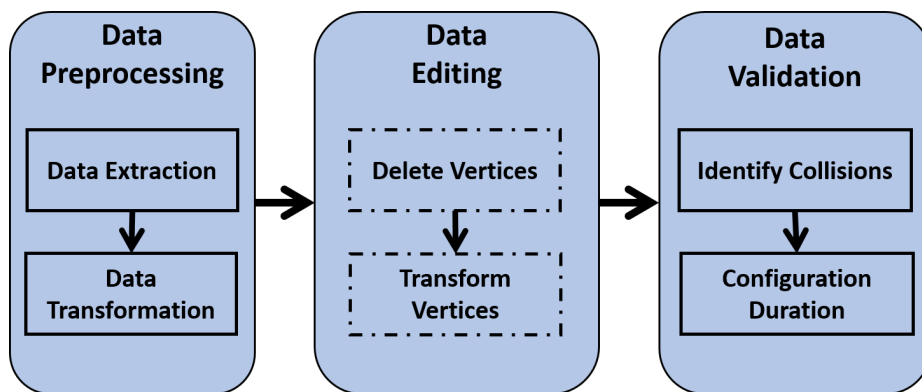 Data
Preprocessing
Data Extraction
Data
Transformation
Data
Editing
Delete Vertices
Transform
Vertices
Data
Validation
Identify Collisions
Configuration
Duration